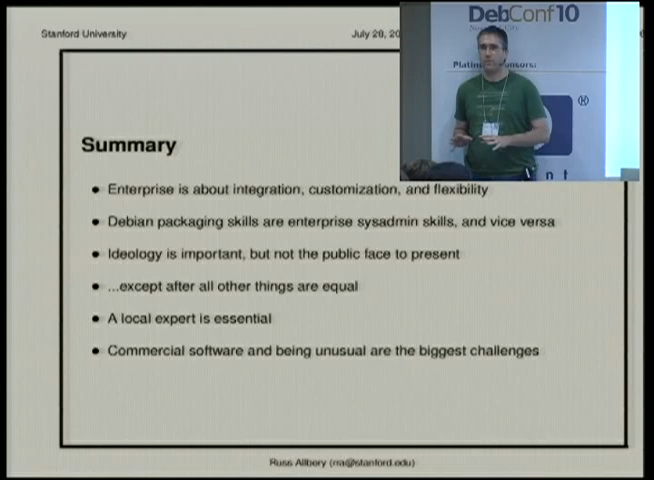 Stanford University
July 28, 20
DebConf10
Summary
• Enterprise is about integration, customization, and flexibility
• Debian packaging skills are enterprise sysadmin skills, and vice versa
• Ideology is important, but not the public face to present
• ...except after all other things are equal
• A local expert is essential
• Commercial software and being unusual are the biggest challenges
Russ Allbery (rra@stanford.edu)